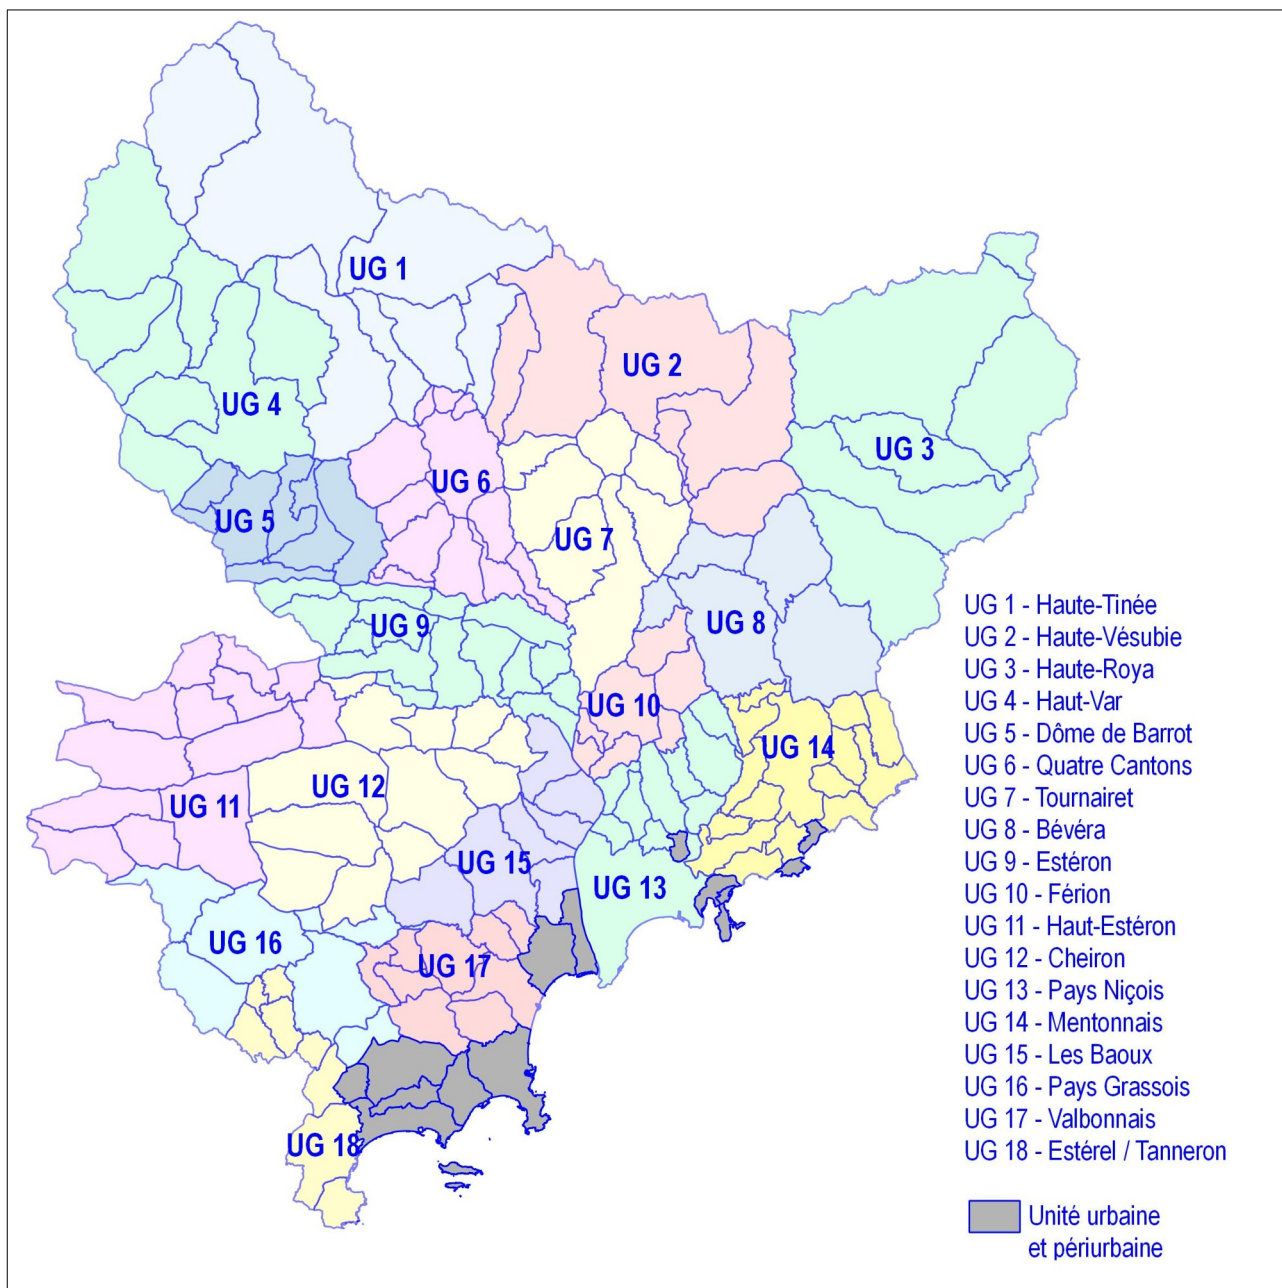 UG 1
UG 2
UG 4
UG 3
UG 6
UG 5
UG 7
UG 9
UG 8
UG 10
UG 14
UG 12
UG 11
UG 15
UG 13
UG 16
UG 17
UG 18
UG 1 - Haute-Tinée
UG 2 - Haute-Vésubie
UG 3 - Haute-Roya
UG 4 - Haut-Var
UG 5 - Dôme de Barrot
UG 6 - Quatre Cantons
UG 7 - Tournairet
UG 8 - Bévéra
UG 9 - Estéron
UG 10 - Férion
UG 11 - Haut-Estéron
UG 12 - Cheiron
UG 13 - Pays Niçois
UG 14 - Mentonnais
UG 15 - Les Baoux
UG 16 - Pays Grassois
UG 17 - Valbonnais
UG 18 - Estérel / Tanneron
Unité urbaine
et périurbaine